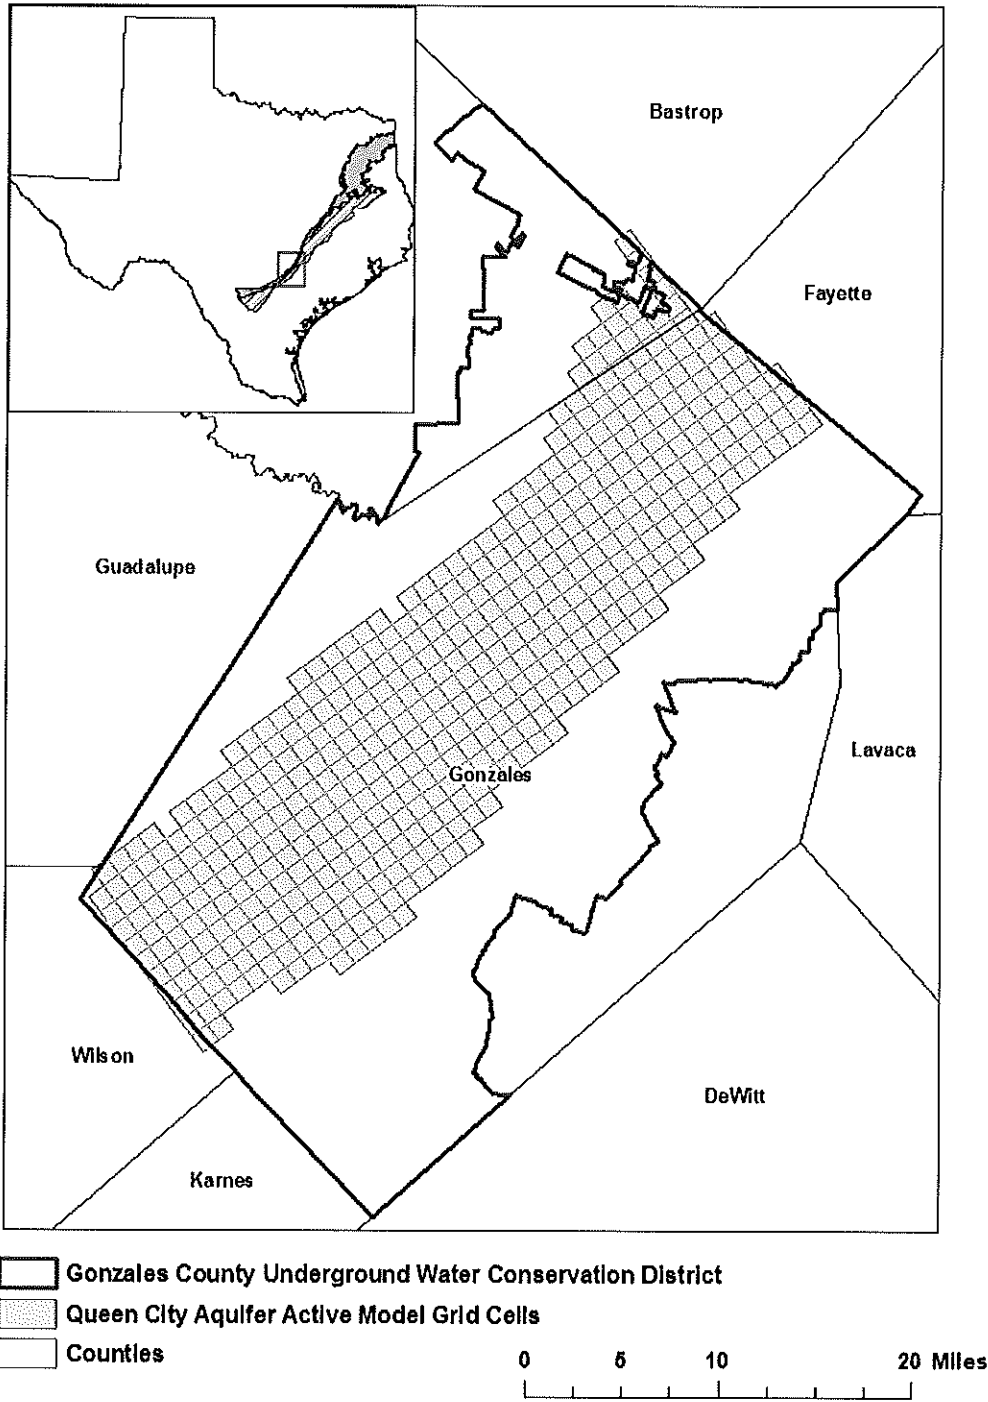 Bastrop
Fayette
Guadalupe
Lavaca
Gonzales
Wilson
DeWitt
Karnes
Gonzales County Underground Water Conservation District
Queen City Aquifer Active Model Grid Cells
Counties
0 5 10 20 Miles